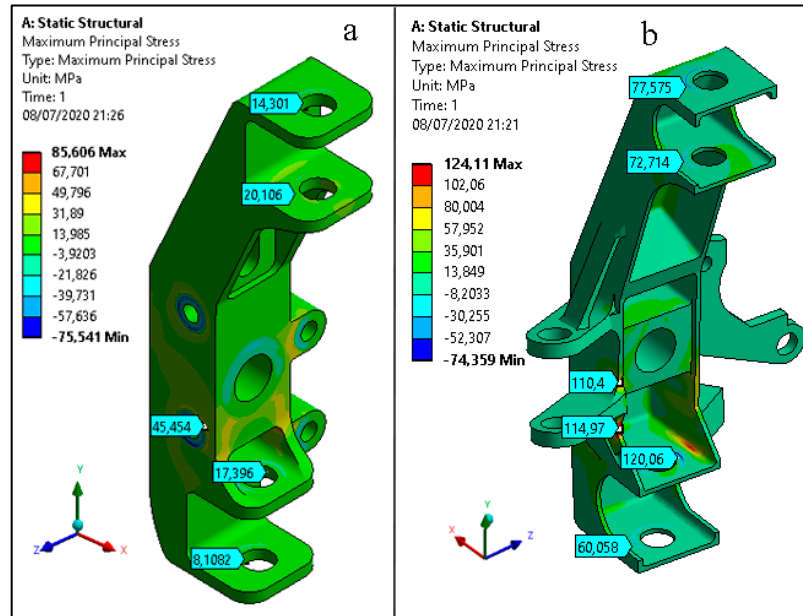 A: Static Structural
Maximum Principal Stress
Type: Maximum Principal Stress
Unit: MPa
Time: 1
08/07/2020 21:26
a
85,606 Max
67,701
49,796
31,89
13,985
-3,9203
-21,826
-39,731
-57,636
-75,541 Min
14,301
20,106
45,454
17,396
8,1082
Y
Z
X
A: Static Structural
Maximum Principal Stress
Type: Maximum Principal Stress
Unit: MPa
Time: 1
08/07/2020 21:21
b
124,11 Max
102,06
80,004
57,952
35,901
13,849
-8,2033
-30,255
-52,307
-74,359 Min
77,575
72,714
110,4
114,97
120,06
60,058
Y
X
Z